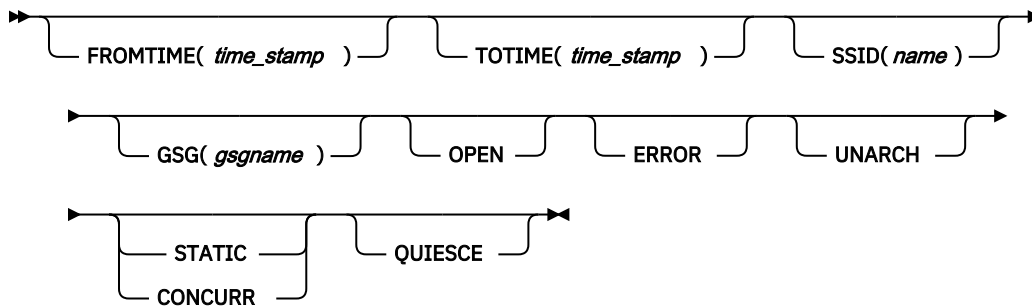 FROMTIME( time_stamp ) TOTIME( time_stamp ) SSID( name )
GSG( gsgname ) OPEN ERROR UNARCH
STATIC QUIESCE
CONCURR